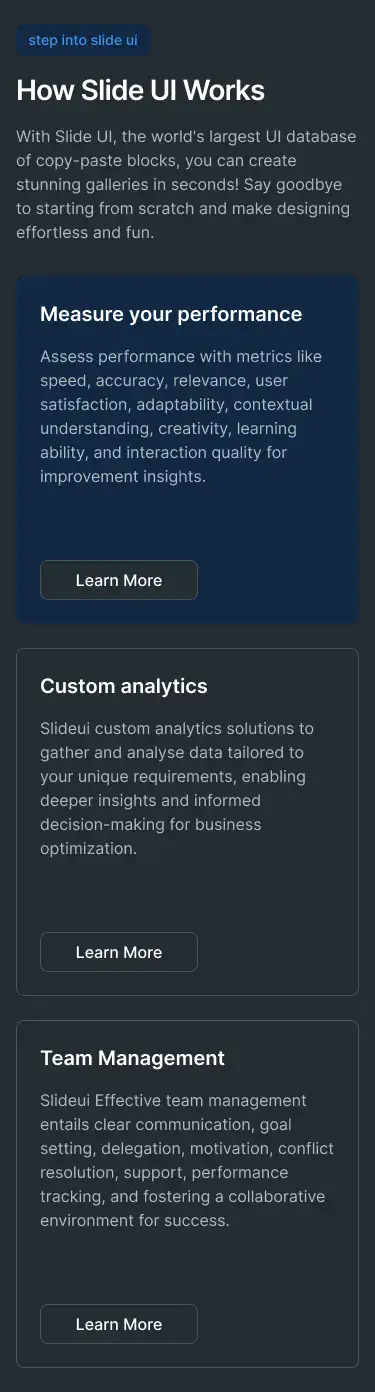 step into slide ui
How Slide UI Works
With Slide UI, the world's largest UI database
of copy-paste blocks, you can create
stunning galleries in seconds! Say goodbye
to starting from scratch and make designing
effortless and fun.
Measure your performance
Assess performance with metrics like
speed, accuracy, relevance, user
satisfaction, adaptability, contextual
understanding, creativity, learning
ability, and interaction quality for
improvement insights.
Learn More
Custom analytics
Slideui custom analytics solutions to
gather and analyse data tailored to
your unique requirements, enabling
deeper insights and informed
decision-making for business
optimization.
Learn More
Team Management
Slideui Effective team management
entails clear communication, goal
setting, delegation, motivation, conflict
resolution, support, performance
tracking, and fostering a collaborative
environment for success.
Learn More